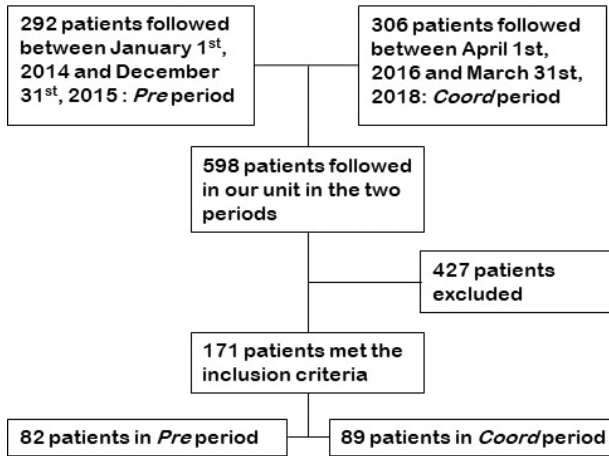 292 patients followed
between January 1st,
2014 and December
31st, 2015 : Pre period
306 patients followed
between April 1st,
2016 and March 31st,
2018: Coord period
598 patients followed
in our unit in the two
periods
427 patients
excluded
171 patients met the
inclusion criteria
82 patients in Pre period
89 patients in Coord period